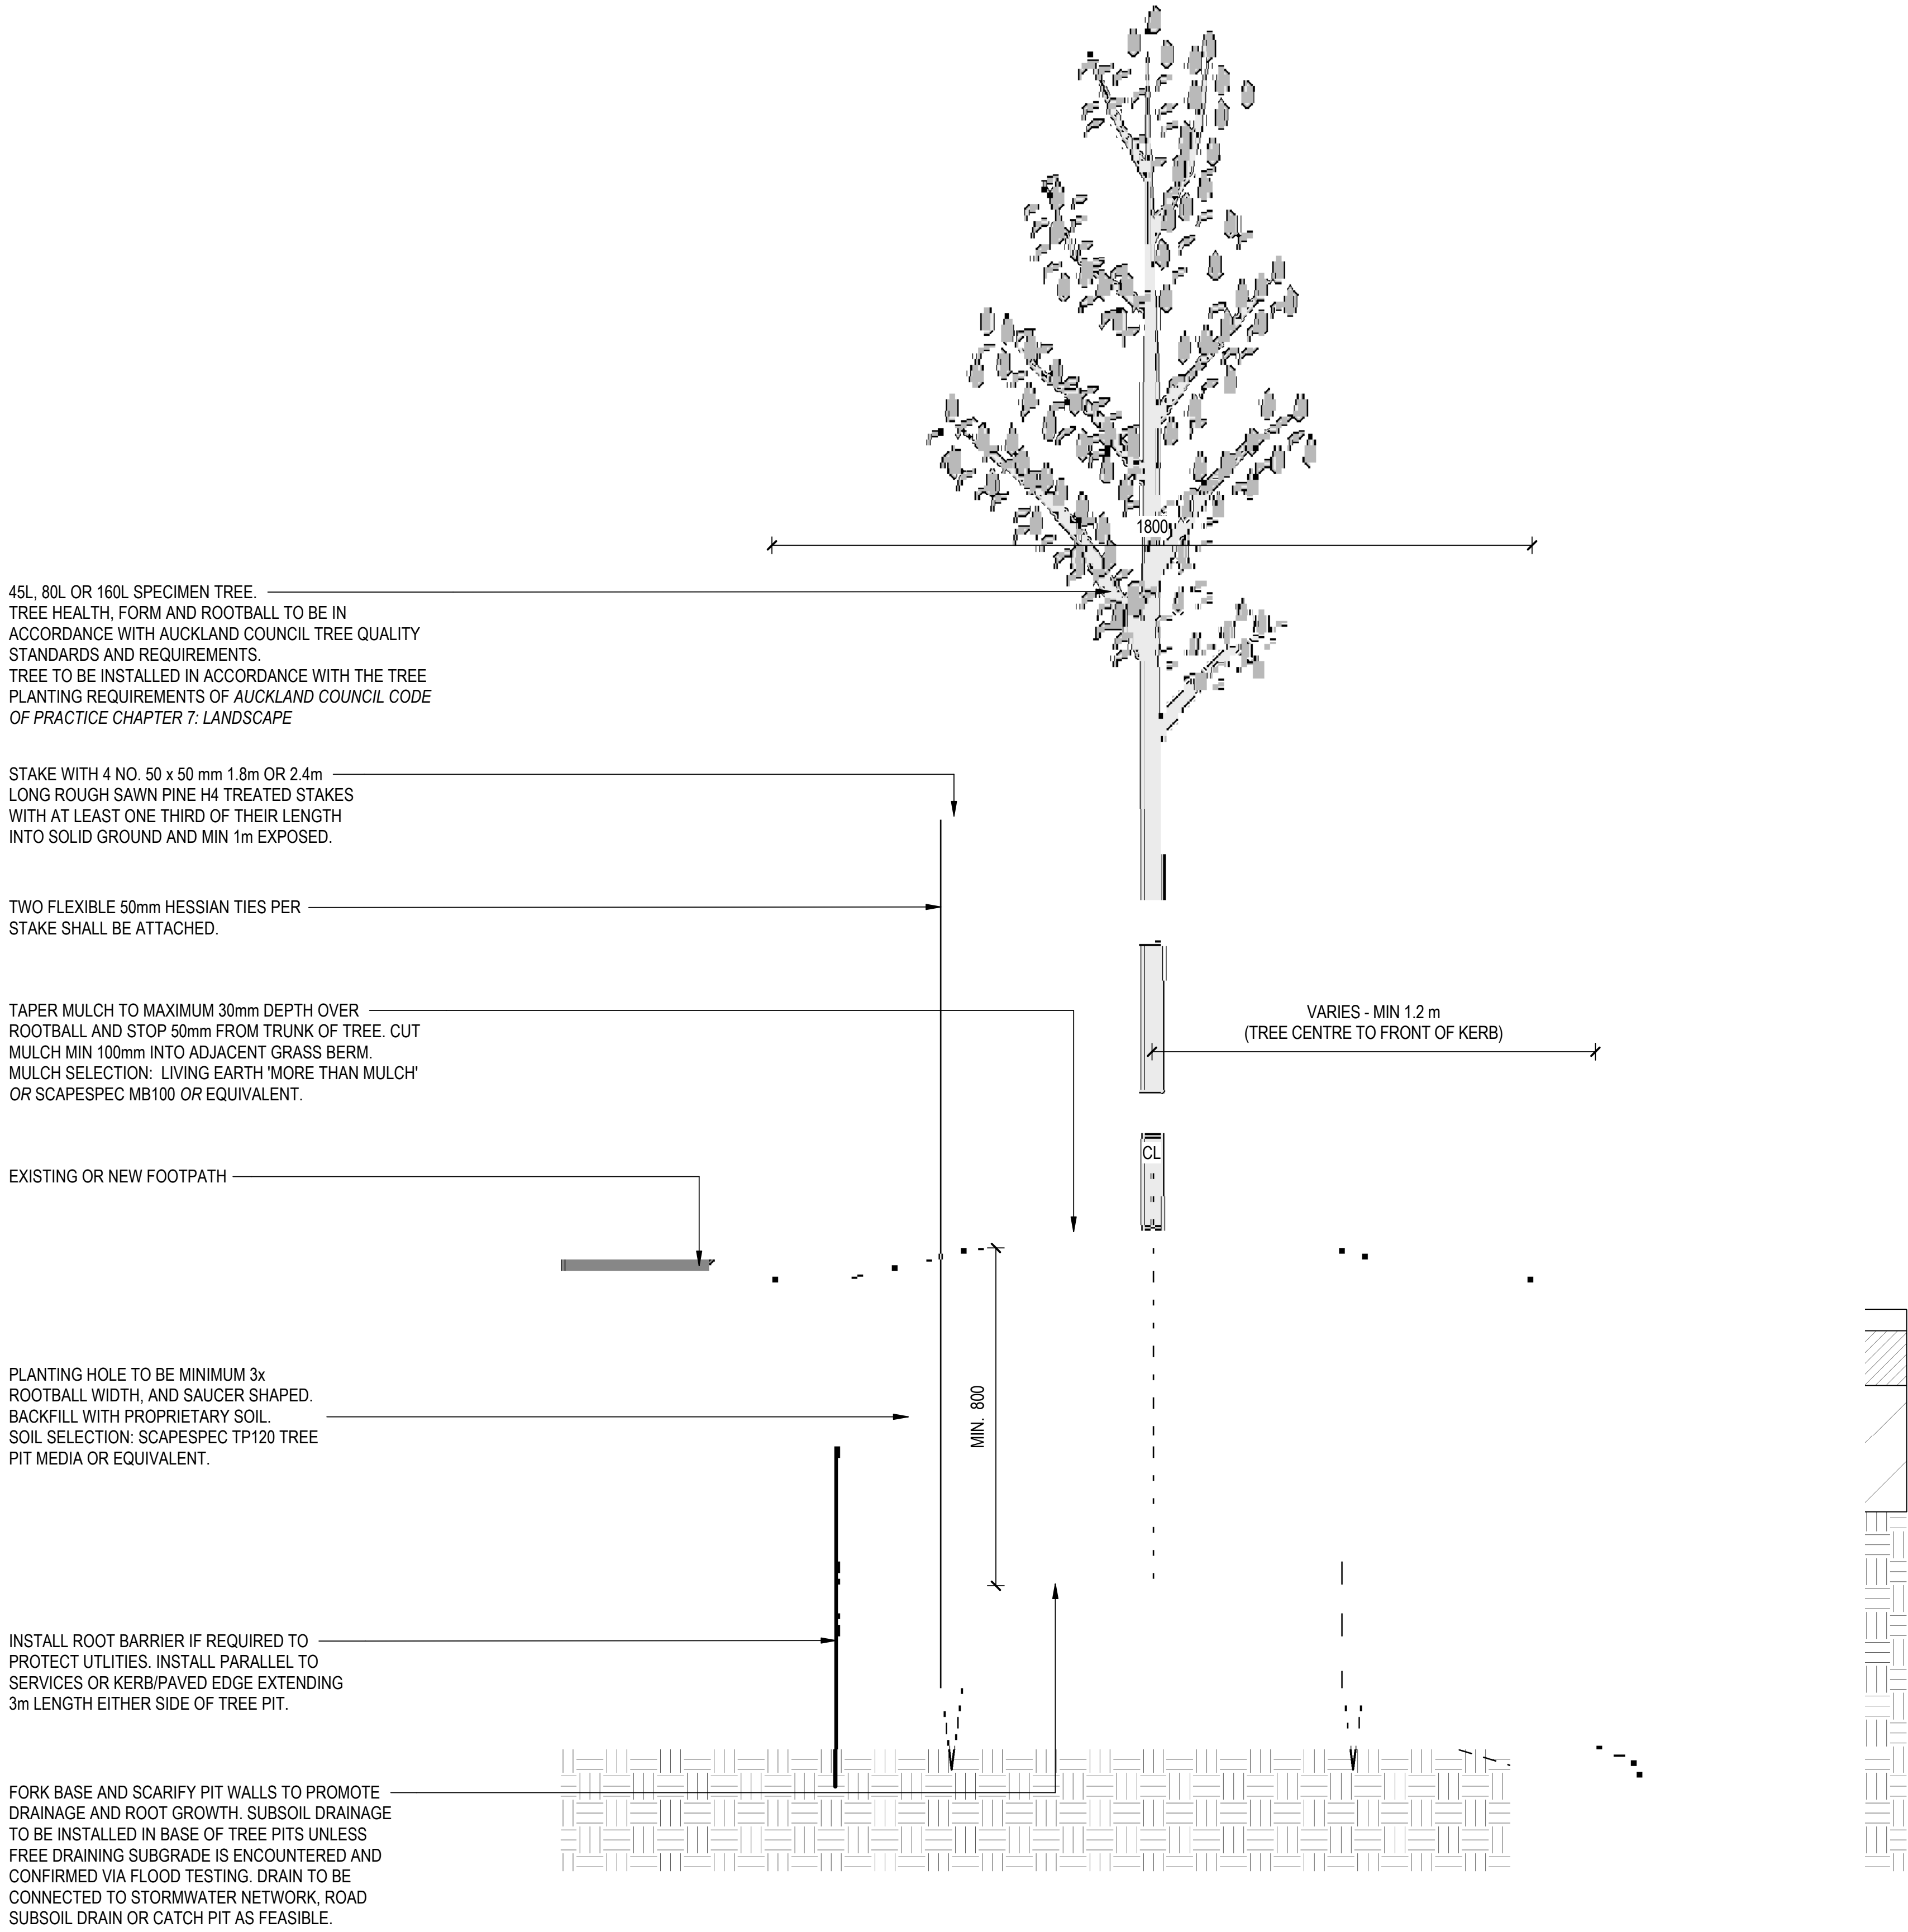 1800
45L, 80L OR 160L SPECIMEN TREE.
TREE HEALTH, FORM AND ROOTBALL TO BE IN
ACCORDANCE WITH AUCKLAND COUNCIL TREE QUALITY
STANDARDS AND REQUIREMENTS.
TREE TO BE INSTALLED IN ACCORDANCE WITH THE TREE
PLANTING REQUIREMENTS OF AUCKLAND COUNCIL CODE
OF PRACTICE CHAPTER 7: LANDSCAPE
STAKE WITH 4 NO. 50 x 50 mm 1.8m OR 2.4m
LONG ROUGH SAWN PINE H4 TREATED STAKES
WITH AT LEAST ONE THIRD OF THEIR LENGTH
INTO SOLID GROUND AND MIN 1m EXPOSED.
TWO FLEXIBLE 50mm HESSIAN TIES PER
STAKE SHALL BE ATTACHED.
TAPER MULCH TO MAXIMUM 30mm DEPTH OVER
ROOTBALL AND STOP 50mm FROM TRUNK OF TREE. CUT
MULCH MIN 100mm INTO ADJACENT GRASS BERM.
MULCH SELECTION: LIVING EARTH 'MORE THAN MULCH'
OR SCAPESPEC MB100 OR EQUIVALENT.
VARIES - MIN 1.2 m
(TREE CENTRE TO FRONT OF KERB)
CL
EXISTING OR NEW FOOTPATH
PLANTING HOLE TO BE MINIMUM 3x
ROOTBALL WIDTH, AND SAUCER SHAPED.
BACKFILL WITH PROPRIETARY SOIL.
SOIL SELECTION: SCAPESPEC TP120 TREE
PIT MEDIA OR EQUIVALENT.
MIN. 800
INSTALL ROOT BARRIER IF REQUIRED TO
PROTECT UTLITIES. INSTALL PARALLEL TO
SERVICES OR KERB/PAVED EDGE EXTENDING
3m LENGTH EITHER SIDE OF TREE PIT.
FORK BASE AND SCARIFY PIT WALLS TO PROMOTE
DRAINAGE AND ROOT GROWTH. SUBSOIL DRAINAGE
TO BE INSTALLED IN BASE OF TREE PITS UNLESS
FREE DRAINING SUBGRADE IS ENCOUNTERED AND
CONFIRMED VIA FLOOD TESTING. DRAIN TO BE
CONNECTED TO STORMWATER NETWORK, ROAD
SUBSOIL DRAIN OR CATCH PIT AS FEASIBLE.